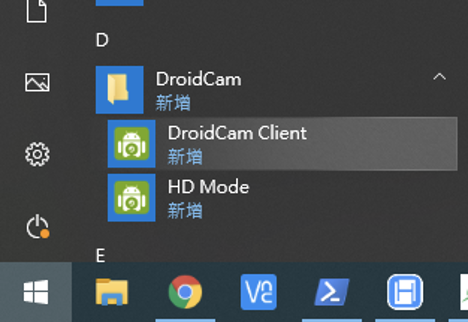 D
DroidCam
新增
DroidCam Client
新增
HD Mode
新增
E